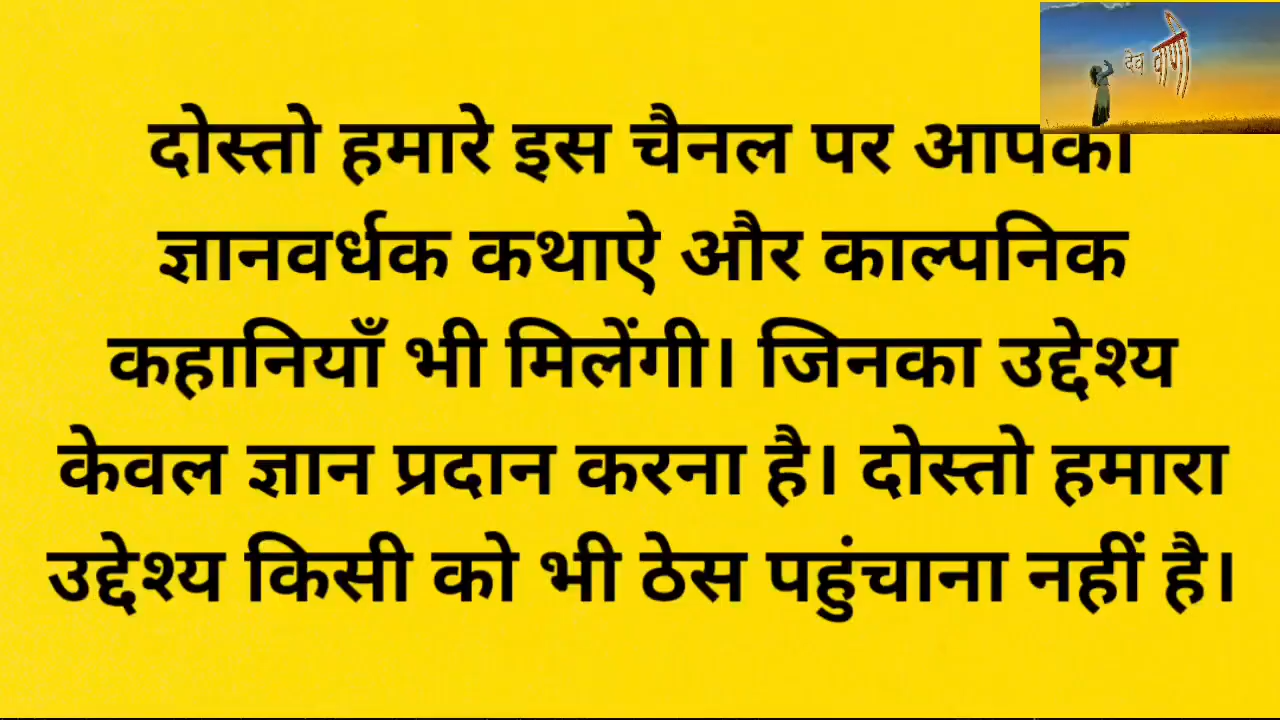 देव वाणी
दोस्तो हमारे इस चैनल पर आपको
ज्ञानवर्धक कथाऐ और काल्पनिक
कहानियाँ भी मिलेंगी। जिनका उद्देश्य
केवल ज्ञान प्रदान करना है। दोस्तो हमारा
उद्देश्य किसी को भी ठेस पहुंचाना नहीं है।